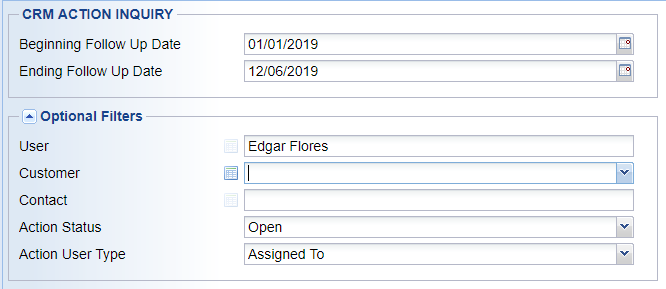 CRM ACTION INQUIRY
Beginning Follow Up Date 01/01/2019
Ending Follow Up Date 12/06/2019
Optional Filters
User Edgar Flores
Customer
Contact
Action Status Open
Action User Type Assigned To